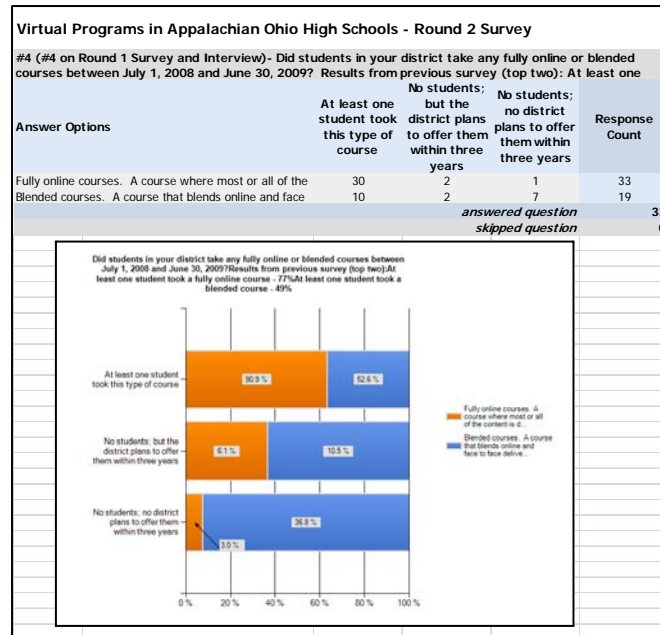 Virtual Programs in Appalachian Ohio High Schools - Round 2 Survey
#4 (#4 on Round 1 Survey and Interview)- Did students in your district take any fully online or blended
courses between July 1, 2008 and June 30, 2009? Results from previous survey (top two): At least one
Answer Options
At least one
student took
this type of
course
No students;
but the
district plans
to offer them
within three
years
No students;
no district
plans to offer
them within
three years
Response
Count
Fully online courses. A course where most or all of the 30 2 1 33
Blended courses. A course that blends online and face 10 2 7 19
answered question
skipped question
Did students in your district take any fully online or blended courses between
July 1, 2008 and June 30, 2009?Results from previous survey (top two):At
least one student took a fully online course - 77%At least one student took a
blended course - 49%
At least one student
took this type of course
90.9 % 52.6 %
No students; but the
district plans to offer
them within three years
6.1 % 10.5 %
No students; no district
plans to offer them
within three years
3.0 % 36.8 %
0 % 20 % 40 % 60 % 80 % 100 %
Fully online courses. A
course where most or all
of the content is d...
Blended courses. A course
that blends online and
face to face delive...